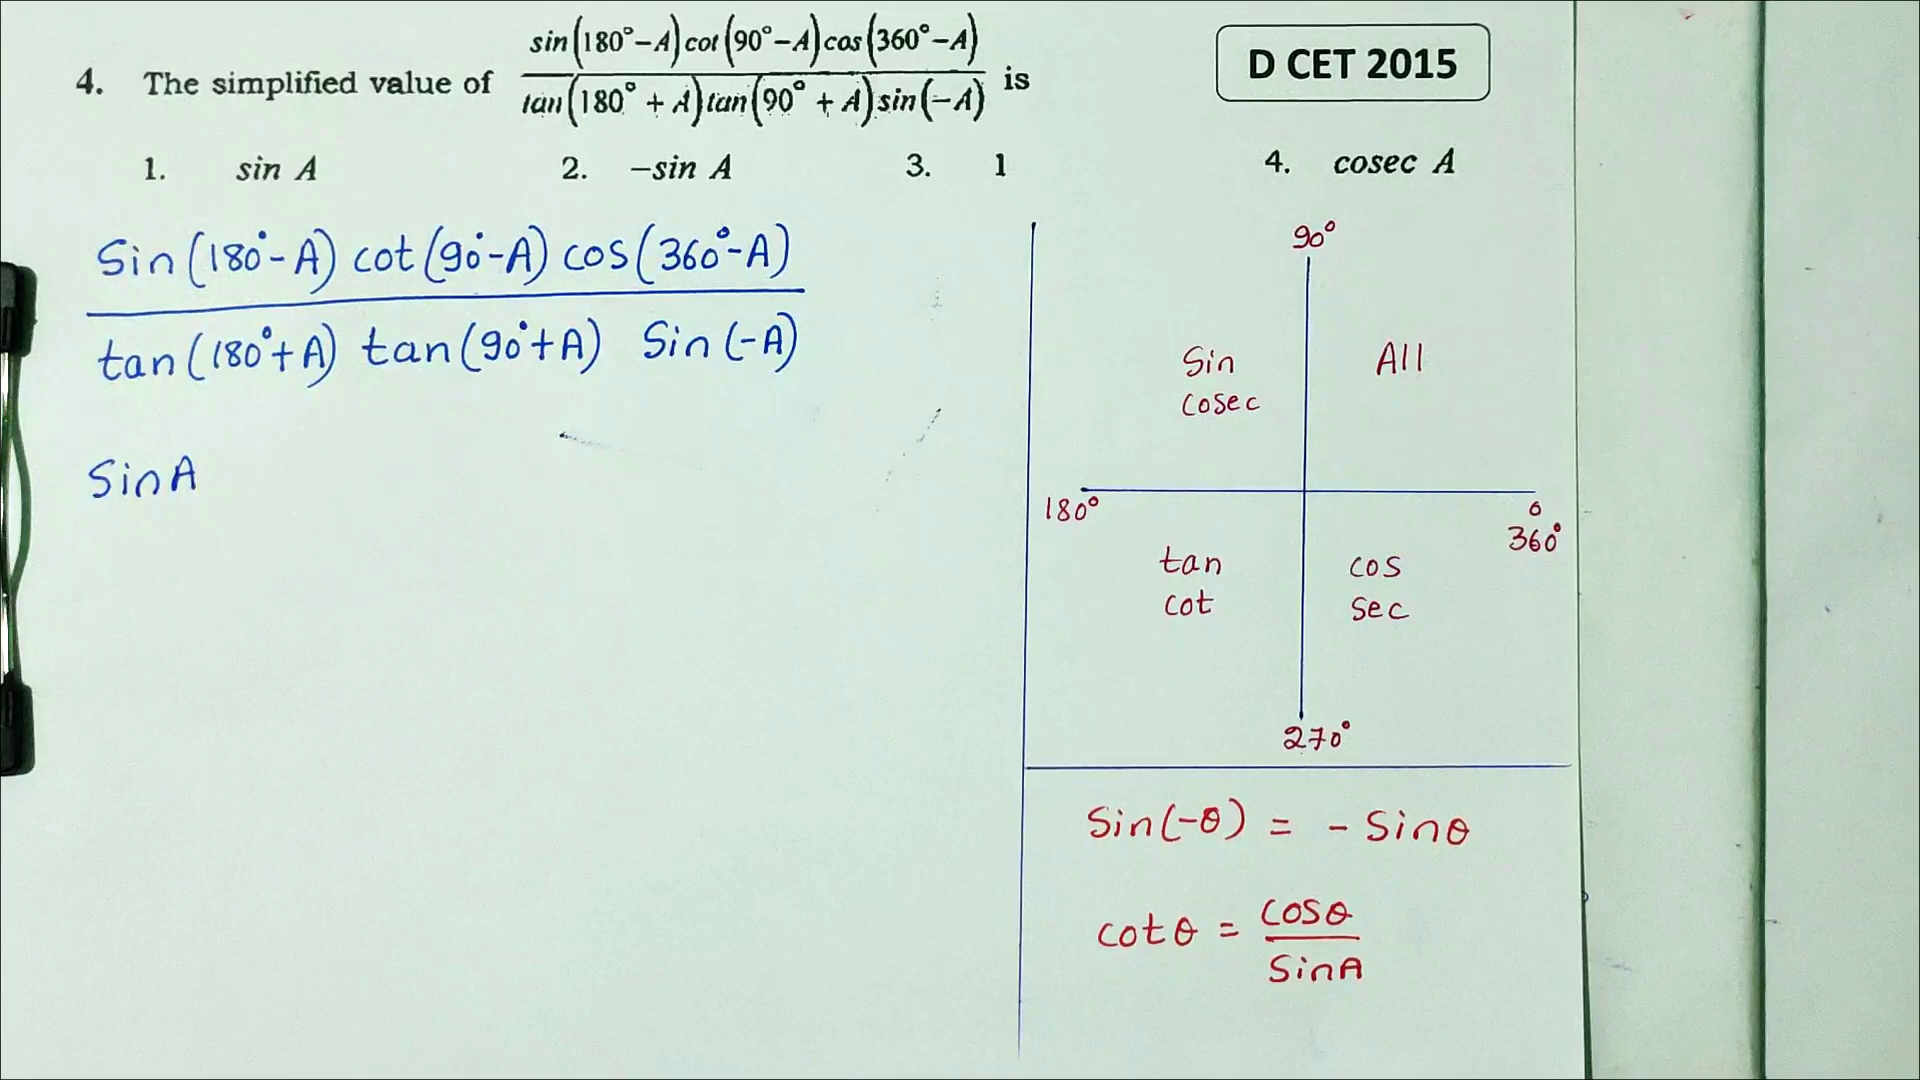 4. The simplified value of sin(180°−A)cot(90°−A)cos(360°−A) / tan(180°+A)tan(90°+A)sin(−A) is
D CET 2015
1. sin A 2. −sin A 3. 1 4. cosec A
Sin(180°-A) cot(90°-A) cos(360°-A)
tan(180°+A) tan(90°+A) Sin(-A)
SinA
90°
Sin
Cosec
All
180°
0
360°
tan
cot
cos
sec
270°
Sin(-θ) = - Sinθ
cotθ = cosθ / SinA